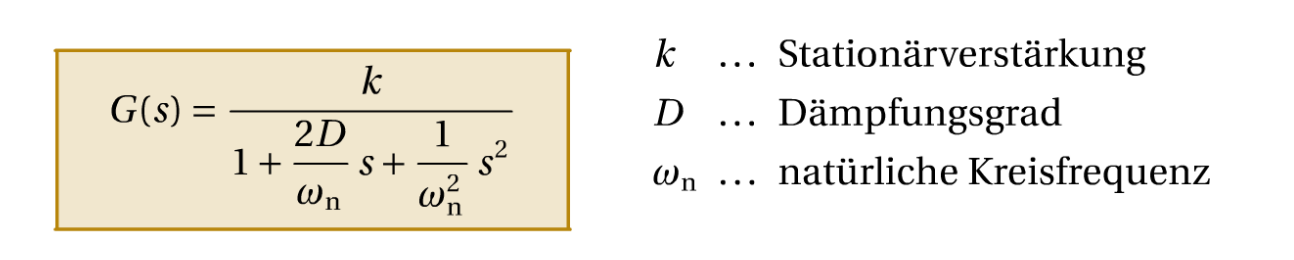 G(s) = k / (1 + (2D / ωₙ) s + (1 / ωₙ²) s²)
k … Stationärverstärkung
D … Dämpfungsgrad
ωₙ … natürliche Kreisfrequenz